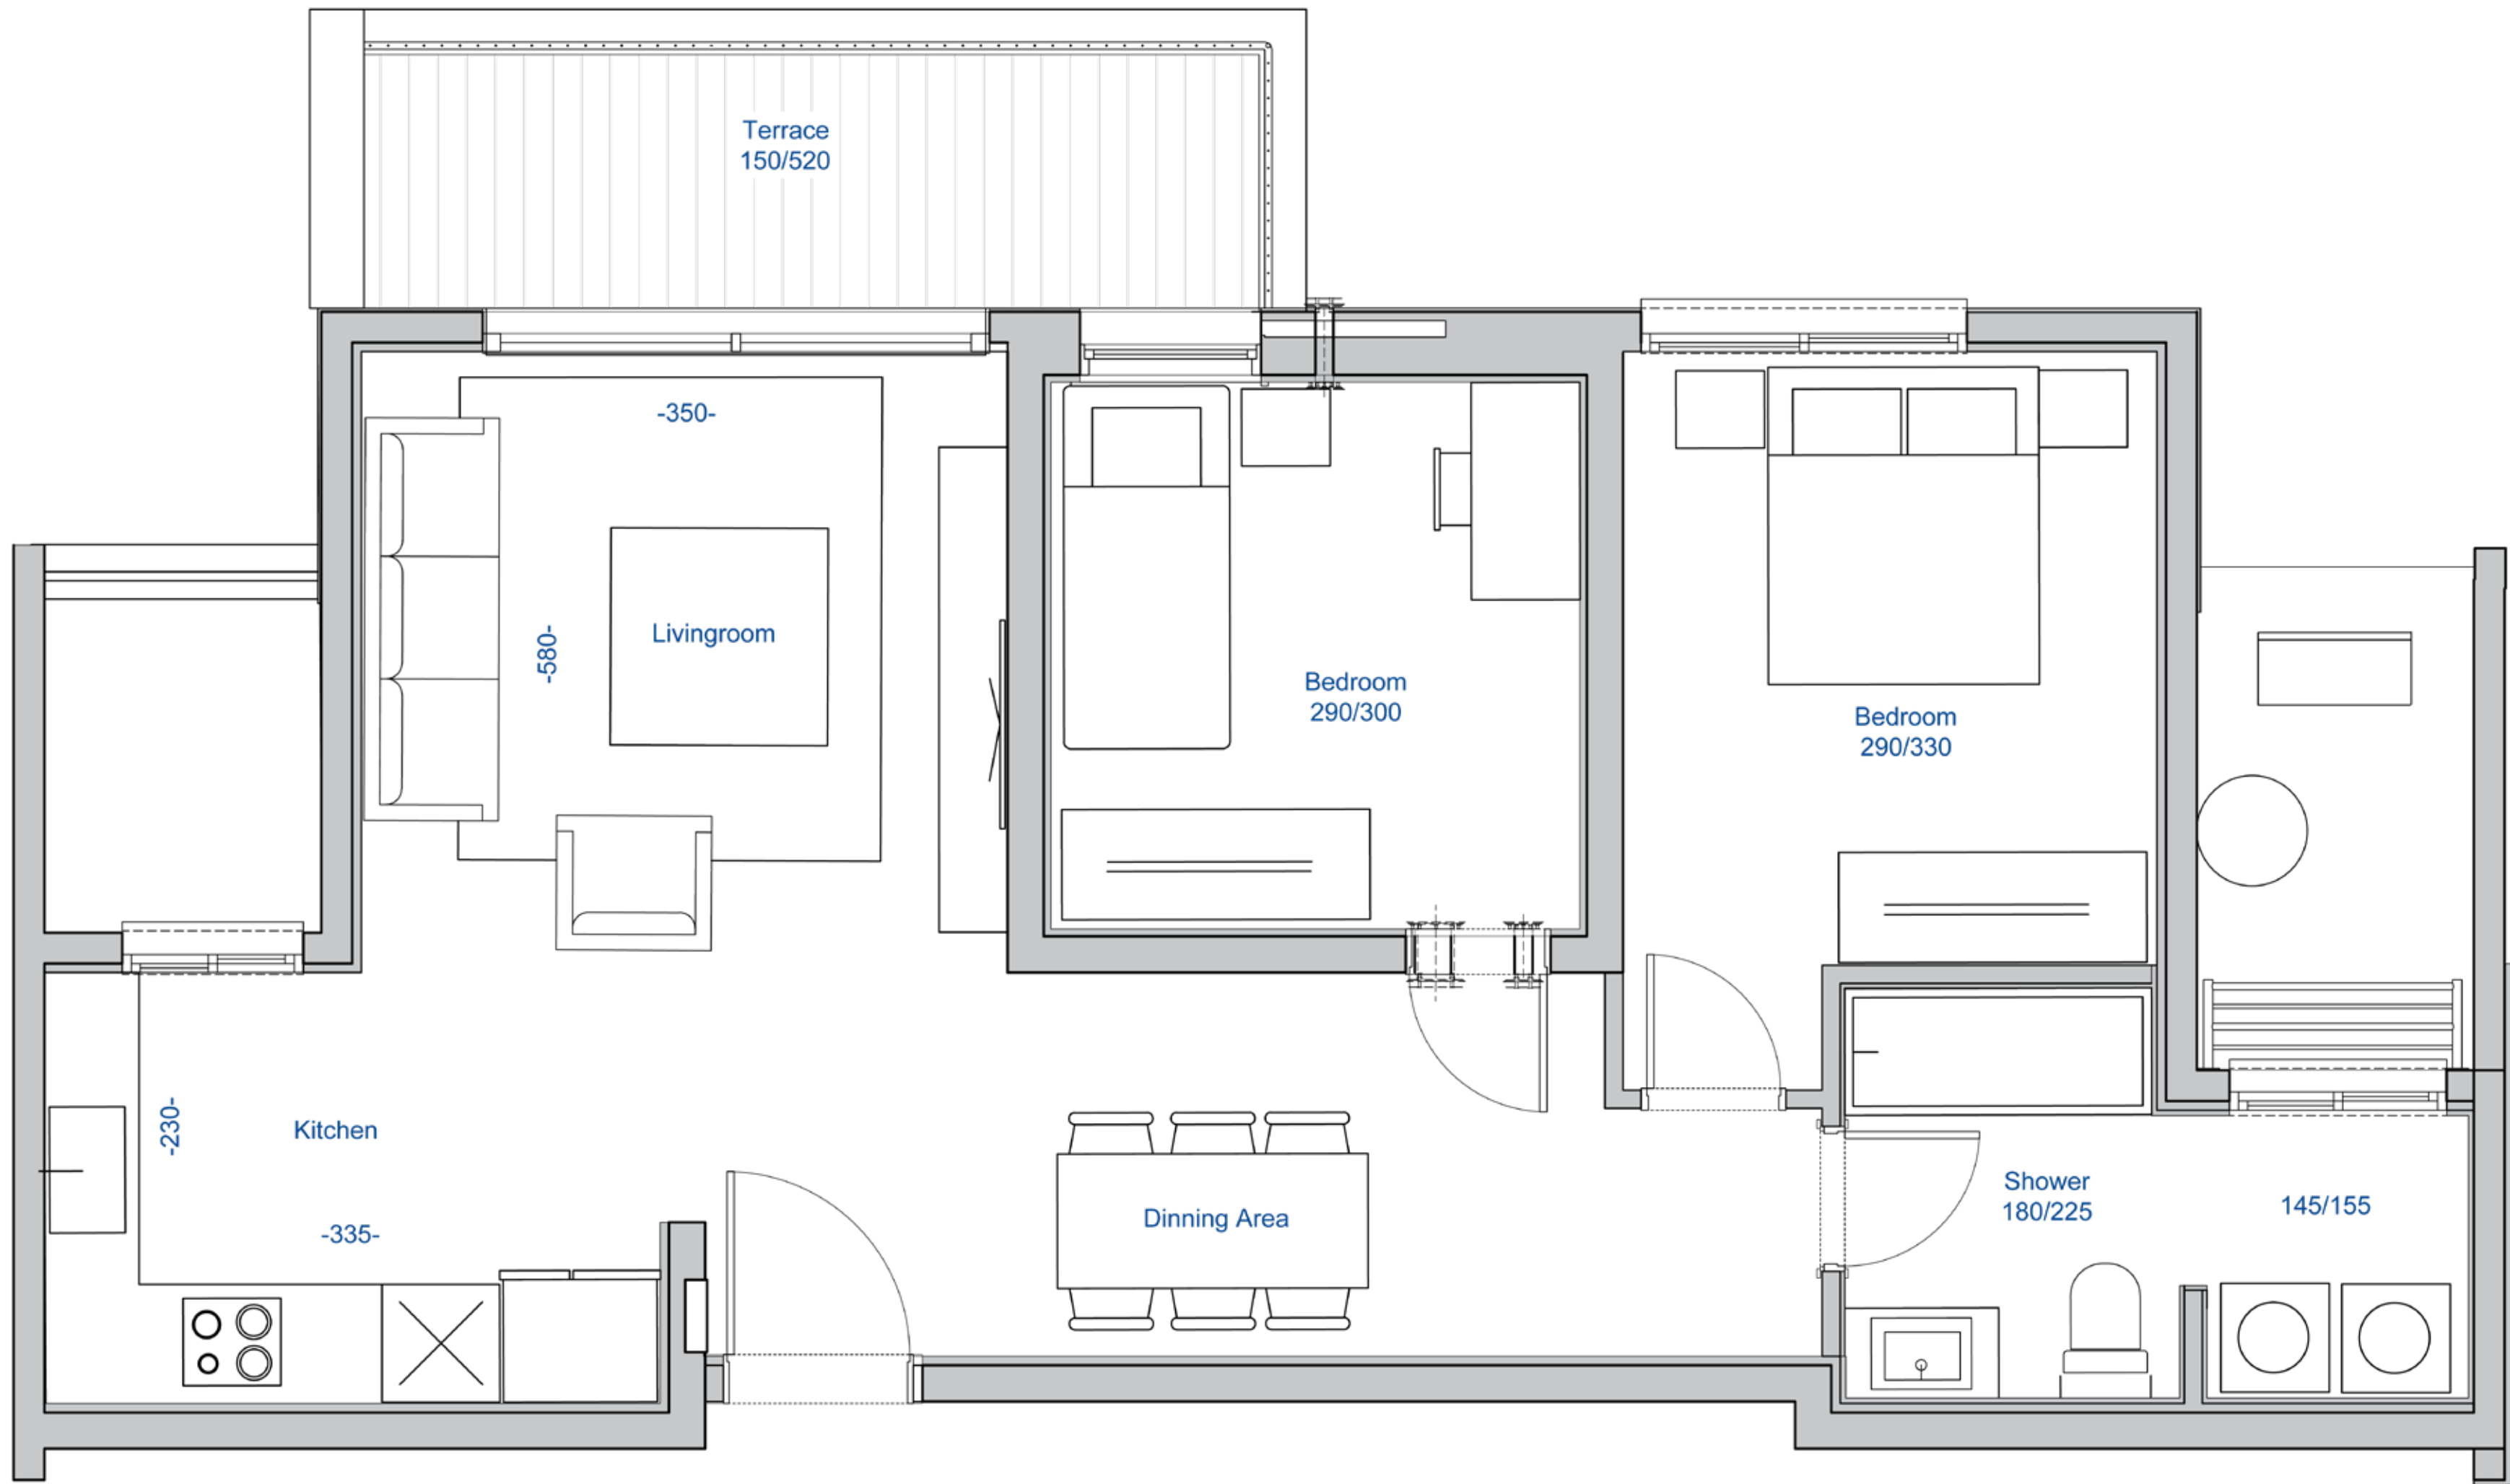 Terrace
150/520
-350-
-580-
Livingroom
Bedroom
290/300
Bedroom
290/330
-230-
Kitchen
-335-
Dinning Area
Shower
180/225
145/155